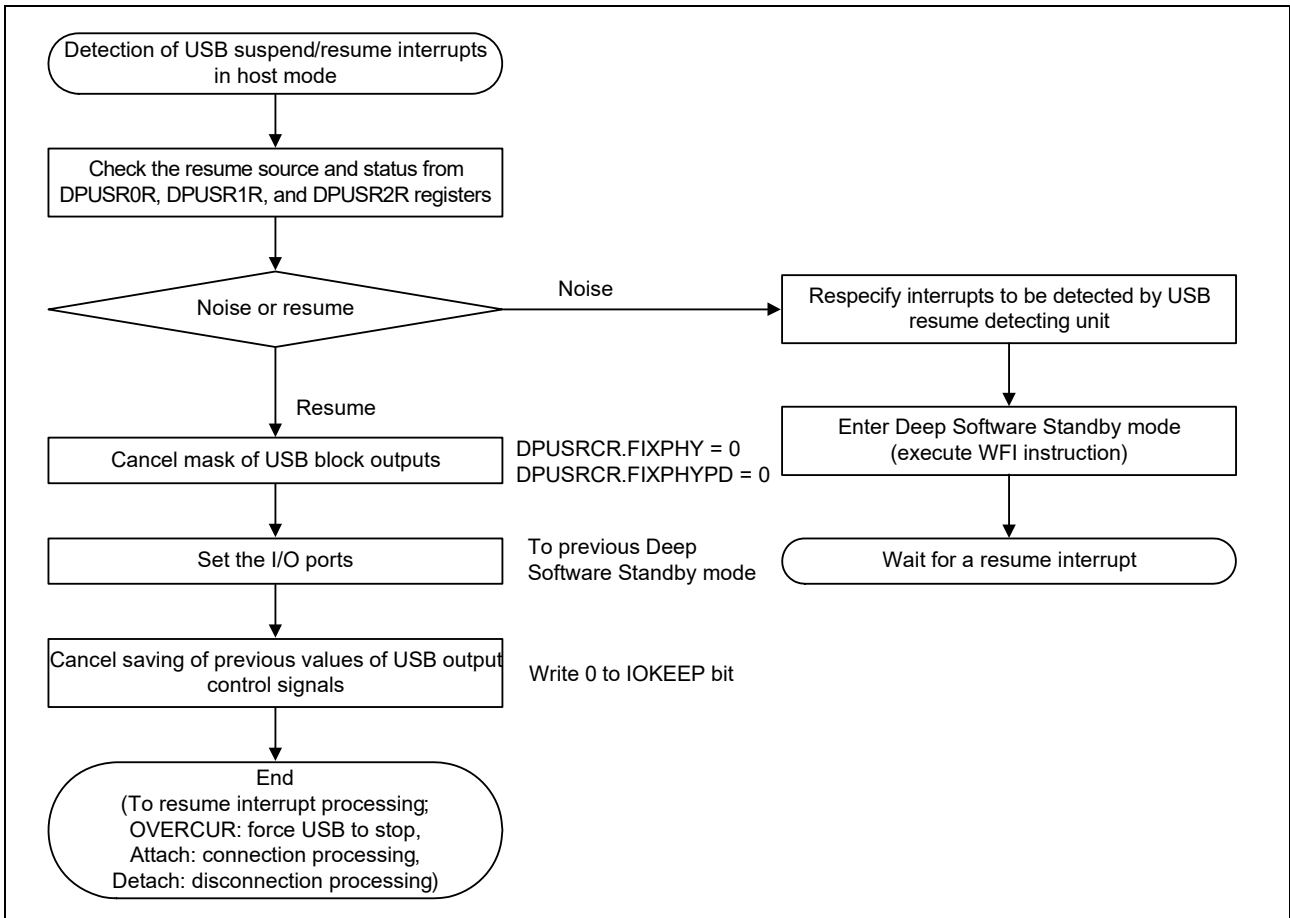 Detection of USB suspend/resume interrupts
in host mode
Check the resume source and status from
DPUSR0R, DPUSR1R, and DPUSR2R registers
Noise or resume
Noise
Respecify interrupts to be detected by USB
resume detecting unit
Enter Deep Software Standby mode
(execute WFI instruction)
Wait for a resume interrupt
Resume
Cancel mask of USB block outputs
DPUSRCR.FIXPHY = 0
DPUSRCR.FIXPHYPD = 0
Set the I/O ports
To previous Deep
Software Standby mode
Cancel saving of previous values of USB output
control signals
Write 0 to IOKEEP bit
End
(To resume interrupt processing;
OVERCUR: force USB to stop,
Attach: connection processing,
Detach: disconnection processing)